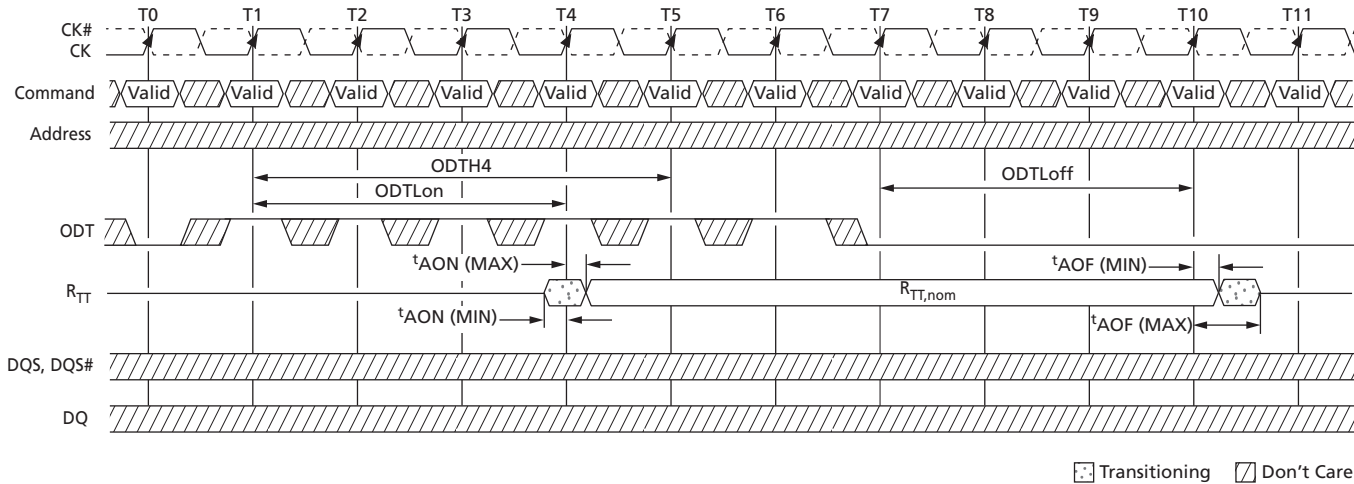 T0 T1 T2 T3 T4 T5 T6 T7 T8 T9 T10 T11
CK#
CK
Command Valid Valid Valid Valid Valid Valid Valid Valid Valid Valid Valid Valid
Address
ODTH4
ODTLon
ODTLoff
ODT
tAON (MAX)
tAOF (MIN)
RTT
RTT,nom
tAON (MIN)
tAOF (MAX)
DQS, DQS#
DQ
Transitioning Don't Care